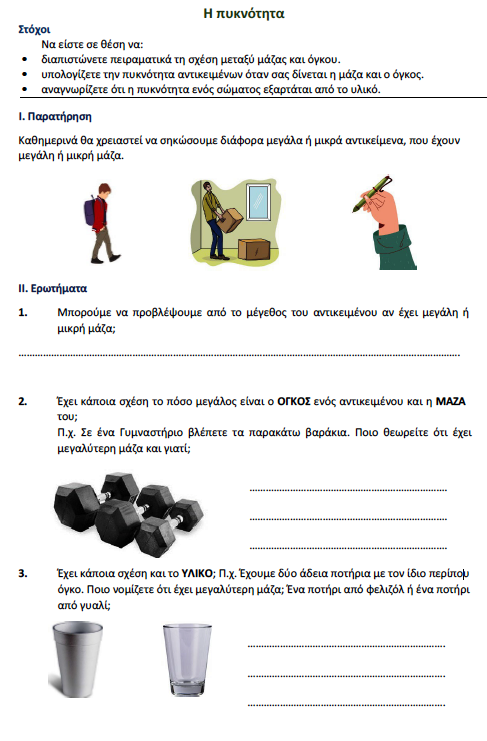 Η πυκνότητα
Στόχοι
Να είστε σε θέση να:
• διαπιστώνετε πειραματικά τη σχέση μεταξύ μάζας και όγκου.
• υπολογίζετε την πυκνότητα αντικειμένων όταν σας δίνεται η μάζα και ο όγκος.
• αναγνωρίζετε ότι η πυκνότητα ενός σώματος εξαρτάται από το υλικό.
Ι. Παρατήρηση
Καθημερινά θα χρειαστεί να σηκώσουμε διάφορα μεγάλα ή μικρά αντικείμενα, που έχουν
μεγάλη ή μικρή μάζα.
ΙΙ. Ερωτήματα
1. Μπορούμε να προβλέψουμε από το μέγεθος του αντικειμένου αν έχει μεγάλη ή
μικρή μάζα;
2. Έχει κάποια σχέση το πόσο μεγάλος είναι ο ΟΓΚΟΣ ενός αντικειμένου και η ΜΑΖΑ
του;
Π.χ. Σε ένα Γυμναστήριο βλέπετε τα παρακάτω βαράκια. Ποιο θεωρείτε ότι έχει
μεγαλύτερη μάζα και γιατί;
3. Έχει κάποια σχέση και το ΥΛΙΚΟ; Π.χ. Έχουμε δύο άδεια ποτήρια με τον ίδιο περίπου
όγκο. Ποιο νομίζετε ότι έχει μεγαλύτερη μάζα; Ένα ποτήρι από φελιζόλ ή ένα ποτήρι
από γυαλί;